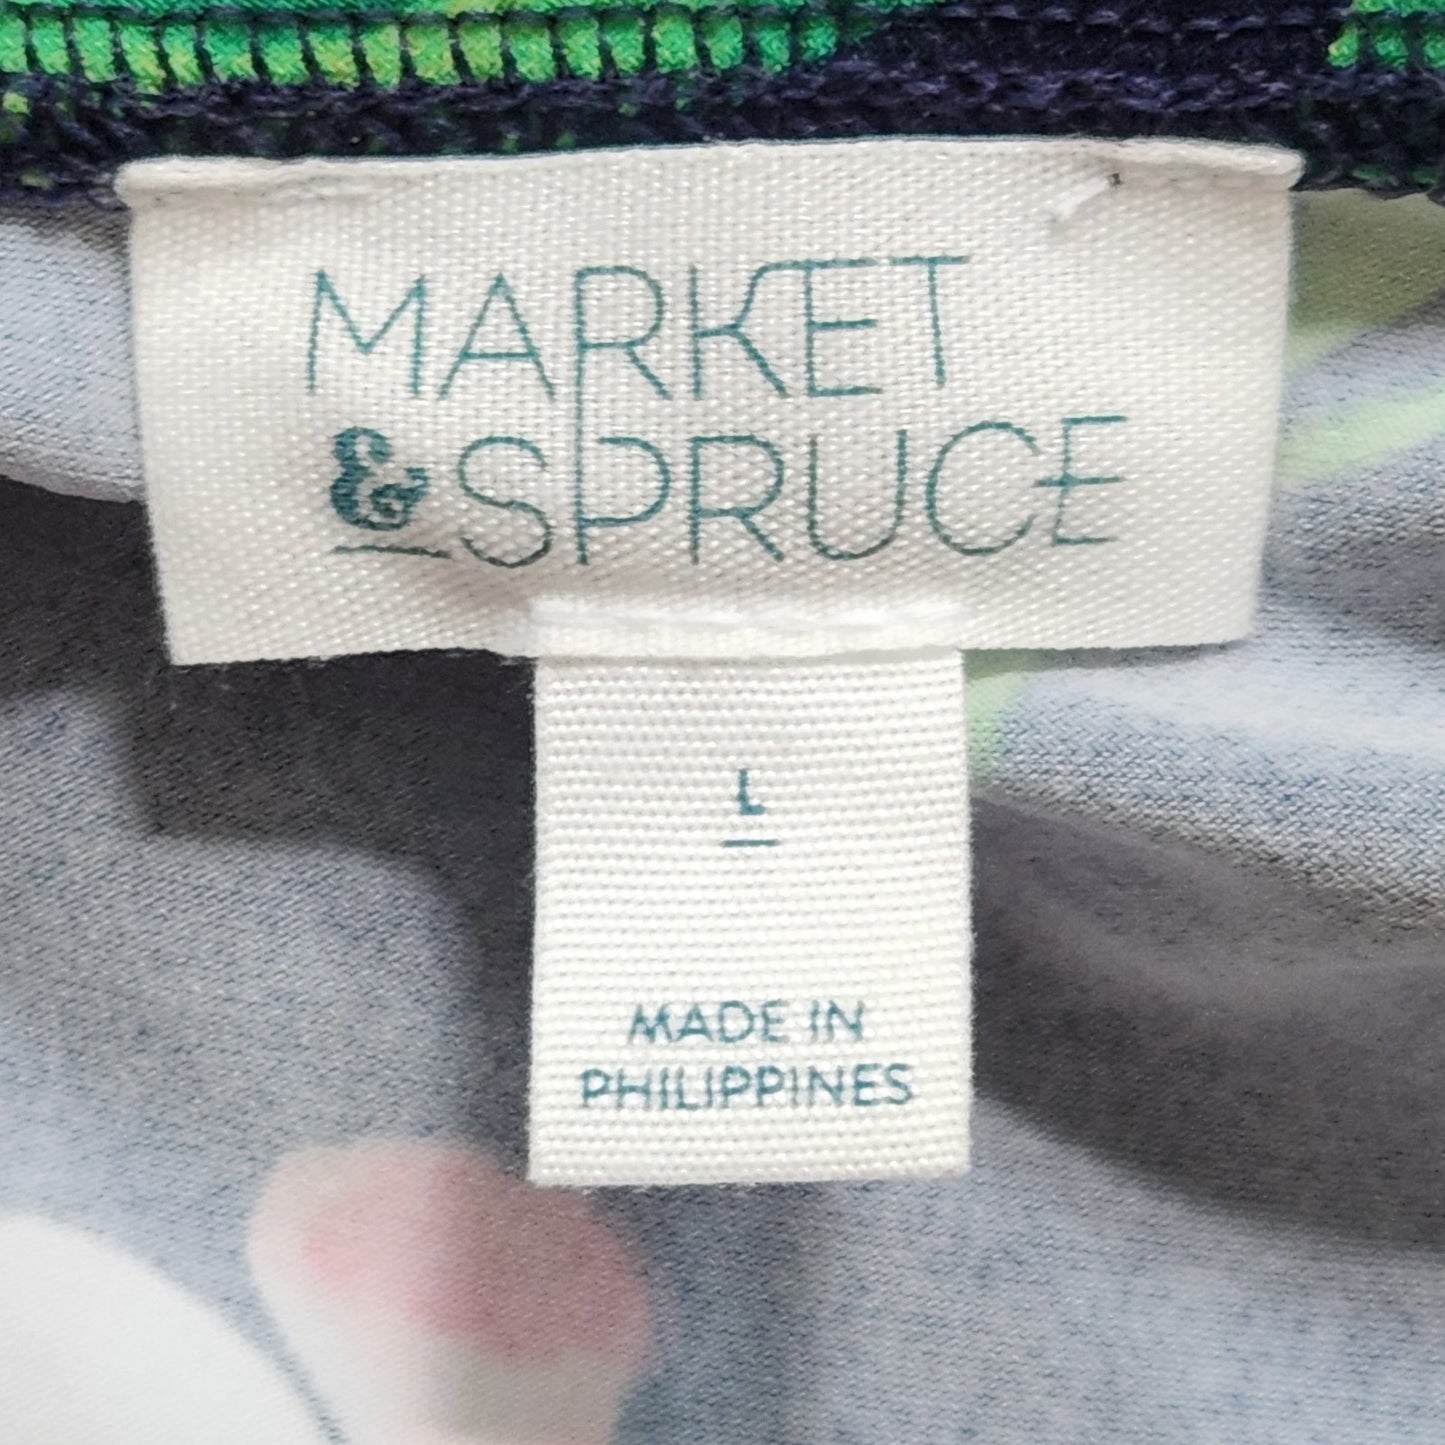 MARKET
& SPRUCE
L
MADE IN
PHILIPPINES